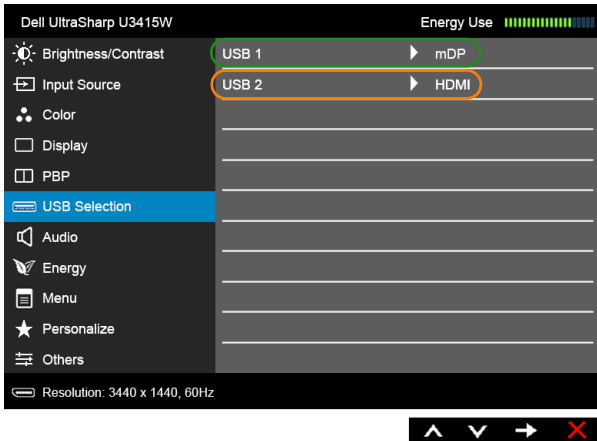 Dell UltraSharp U3415W Energy Use
Brightness/Contrast USB 1 mDP
Input Source USB 2 HDMI
Color
Display
PBP
USB Selection
Audio
Energy
Menu
Personalize
Others
Resolution: 3440 x 1440, 60Hz